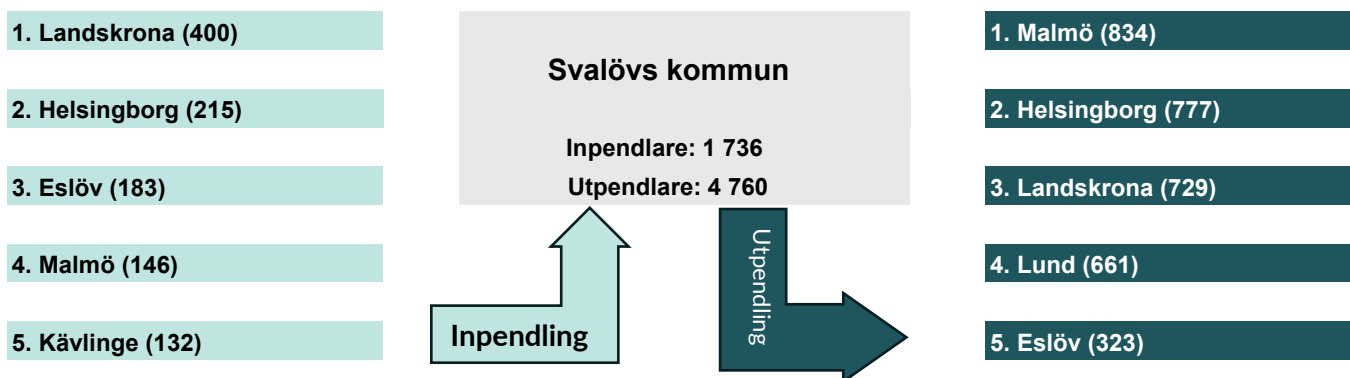 1. Landskrona (400)
2. Helsingborg (215)
3. Eslöv (183)
4. Malmö (146)
5. Kävlinge (132)
Svalövs kommun
Inpendlare: 1 736
Utpendlare: 4 760
Inpendling
Utpendling
1. Malmö (834)
2. Helsingborg (777)
3. Landskrona (729)
4. Lund (661)
5. Eslöv (323)